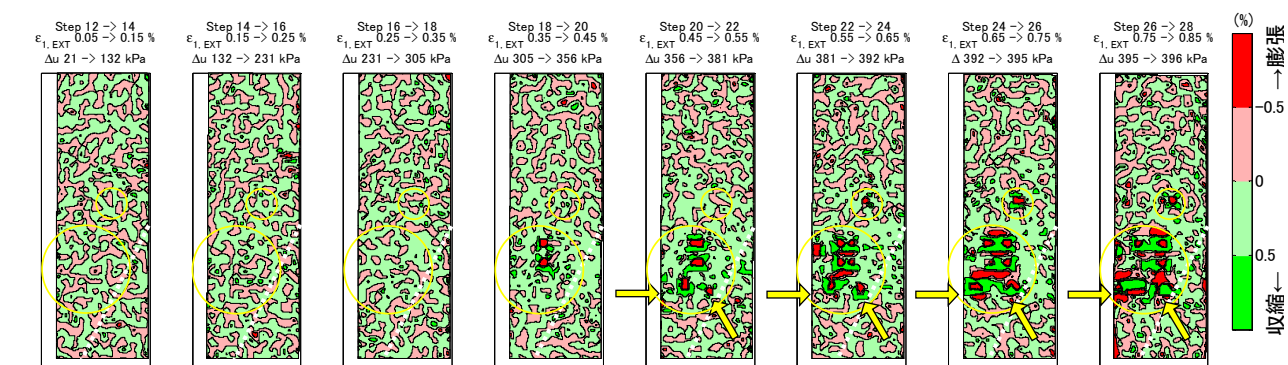 Step 12 -> 14
ε1, EXT 0.05 -> 0.15 %
Δu 21 -> 132 kPa
Step 14 -> 16
ε1, EXT 0.15 -> 0.25 %
Δu 132 -> 231 kPa
Step 16 -> 18
ε1, EXT 0.25 -> 0.35 %
Δu 231 -> 305 kPa
Step 18 -> 20
ε1, EXT 0.35 -> 0.45 %
Δu 305 -> 356 kPa
Step 20 -> 22
ε1, EXT 0.45 -> 0.55 %
Δu 356 -> 381 kPa
Step 22 -> 24
ε1, EXT 0.55 -> 0.65 %
Δu 381 -> 392 kPa
Step 24 -> 26
ε1, EXT 0.65 -> 0.75 %
Δ 392 -> 395 kPa
Step 26 -> 28
ε1, EXT 0.75 -> 0.85 %
Δu 395 -> 396 kPa
(%)
-0.5
0
0.5
収縮← →膨張